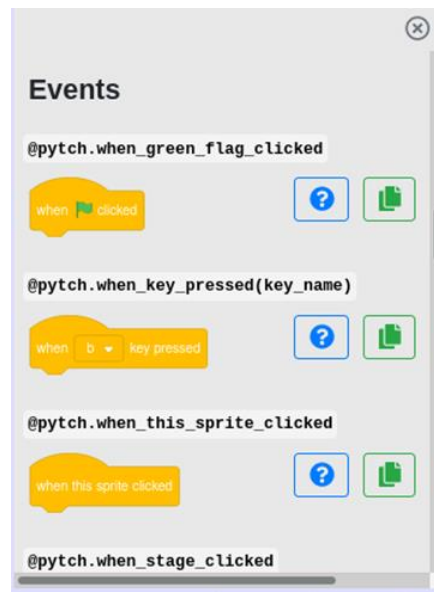 Events
@pytch.when_green_flag_clicked
when clicked
@pytch.when_key_pressed(key_name)
when b key pressed
@pytch.when_this_sprite_clicked
when this sprite clicked
@pytch.when_stage_clicked